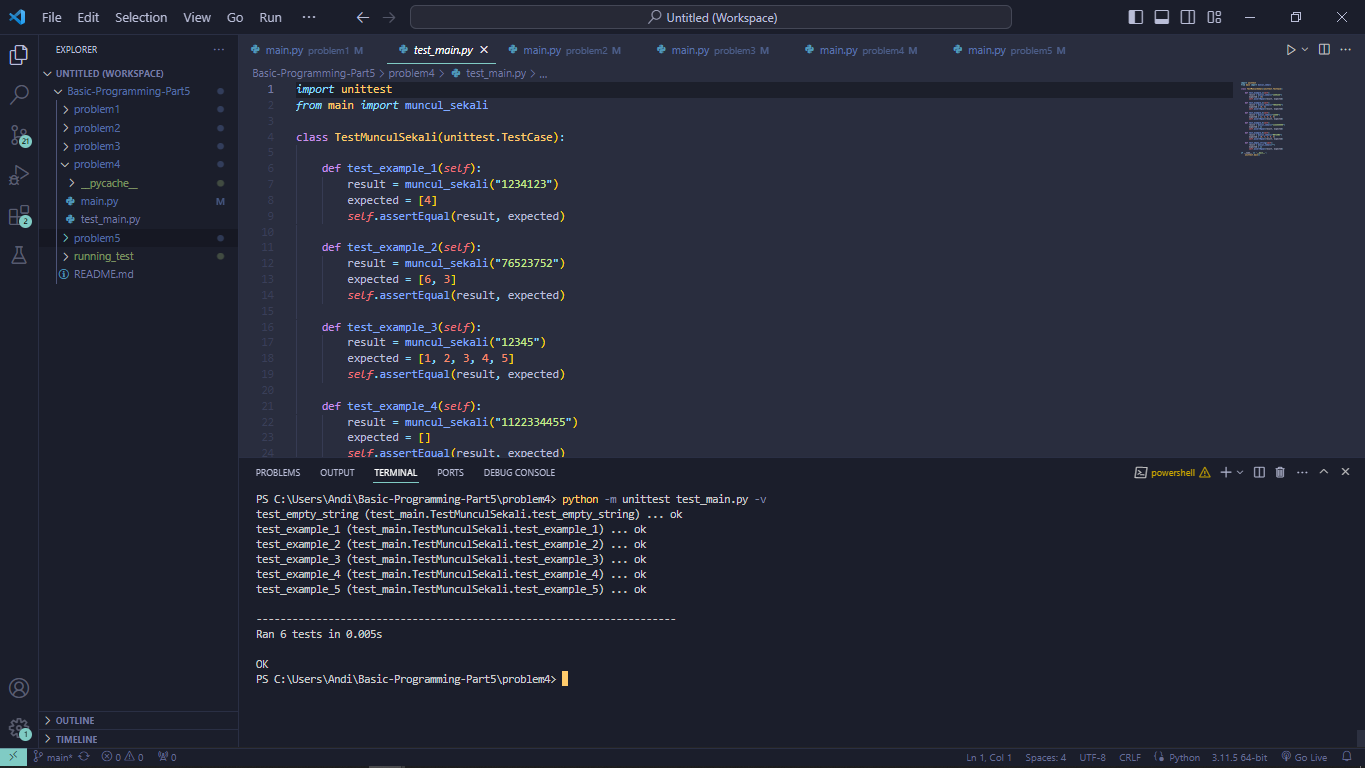 File Edit Selection View Go Run ··· Untitled (Workspace)
EXPLORER ···
UNTITLED (WORKSPACE)
Basic-Programming-Part5
problem1
problem2
problem3
problem4
__pycache__
main.py M
test_main.py
problem5
running_test
README.md
OUTLINE
TIMELINE
21
2
1
main.py problem1 M test_main.py main.py problem2 M main.py problem3 M main.py problem4 M main.py problem5 M
Basic-Programming-Part5 > problem4 > test_main.py > ...
1 import unittest
2 from main import muncul_sekali
3
4 class TestMunculSekali(unittest.TestCase):
5
6 def test_example_1(self):
7 result = muncul_sekali("1234123")
8 expected = [4]
9 self.assertEqual(result, expected)
10
11 def test_example_2(self):
12 result = muncul_sekali("76523752")
13 expected = [6, 3]
14 self.assertEqual(result, expected)
15
16 def test_example_3(self):
17 result = muncul_sekali("12345")
18 expected = [1, 2, 3, 4, 5]
19 self.assertEqual(result, expected)
20
21 def test_example_4(self):
22 result = muncul_sekali("1122334455")
23 expected = []
24 self.assertEqual(result, expected)
PROBLEMS OUTPUT TERMINAL PORTS DEBUG CONSOLE powershell
PS C:\Users\Andi\Basic-Programming-Part5\problem4> python -m unittest test_main.py -v
test_empty_string (test_main.TestMunculSekali.test_empty_string) ... ok
test_example_1 (test_main.TestMunculSekali.test_example_1) ... ok
test_example_2 (test_main.TestMunculSekali.test_example_2) ... ok
test_example_3 (test_main.TestMunculSekali.test_example_3) ... ok
test_example_4 (test_main.TestMunculSekali.test_example_4) ... ok
test_example_5 (test_main.TestMunculSekali.test_example_5) ... ok
----------------------------------------------------------------------
Ran 6 tests in 0.005s
OK
PS C:\Users\Andi\Basic-Programming-Part5\problem4>
main* 0 0 0 Ln 1, Col 1 Spaces: 4 UTF-8 CRLF Python 3.11.5 64-bit Go Live